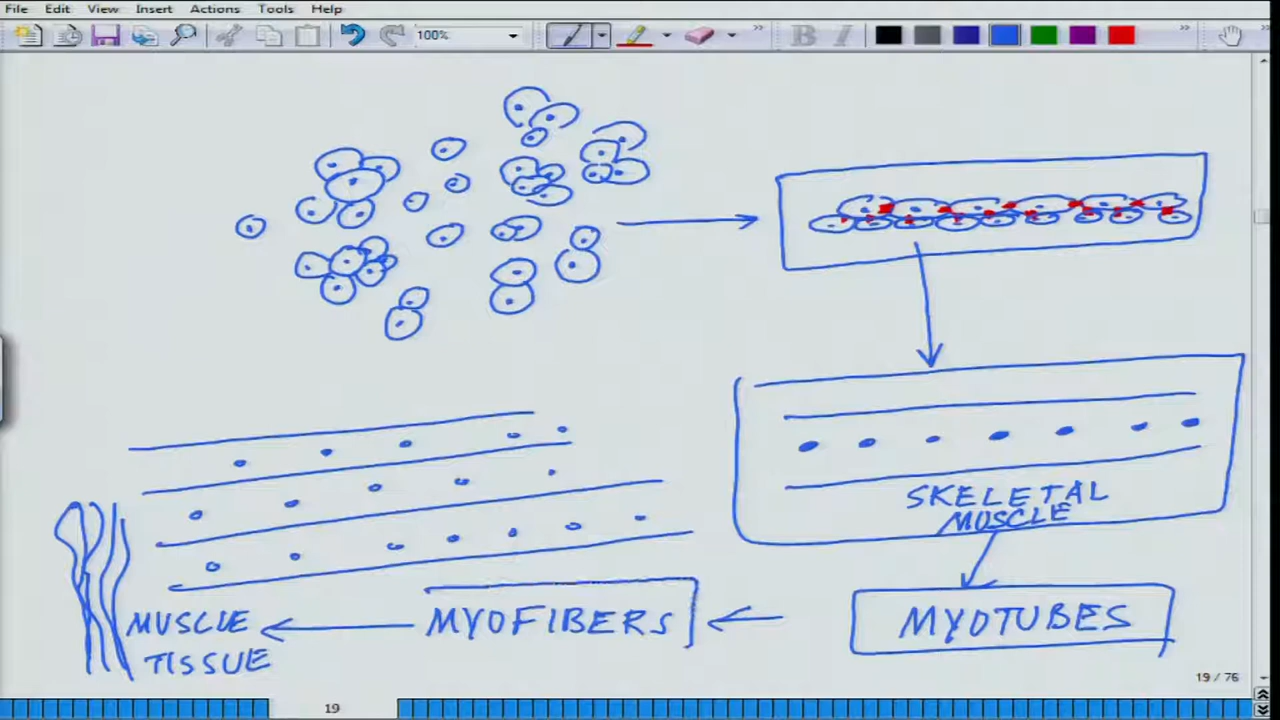 File Edit View Insert Actions Tools Help
100%
B I
SKELETAL
MUSCLE
MYOTUBES
MYOFIBERS
MUSCLE
TISSUE
19 / 76
19